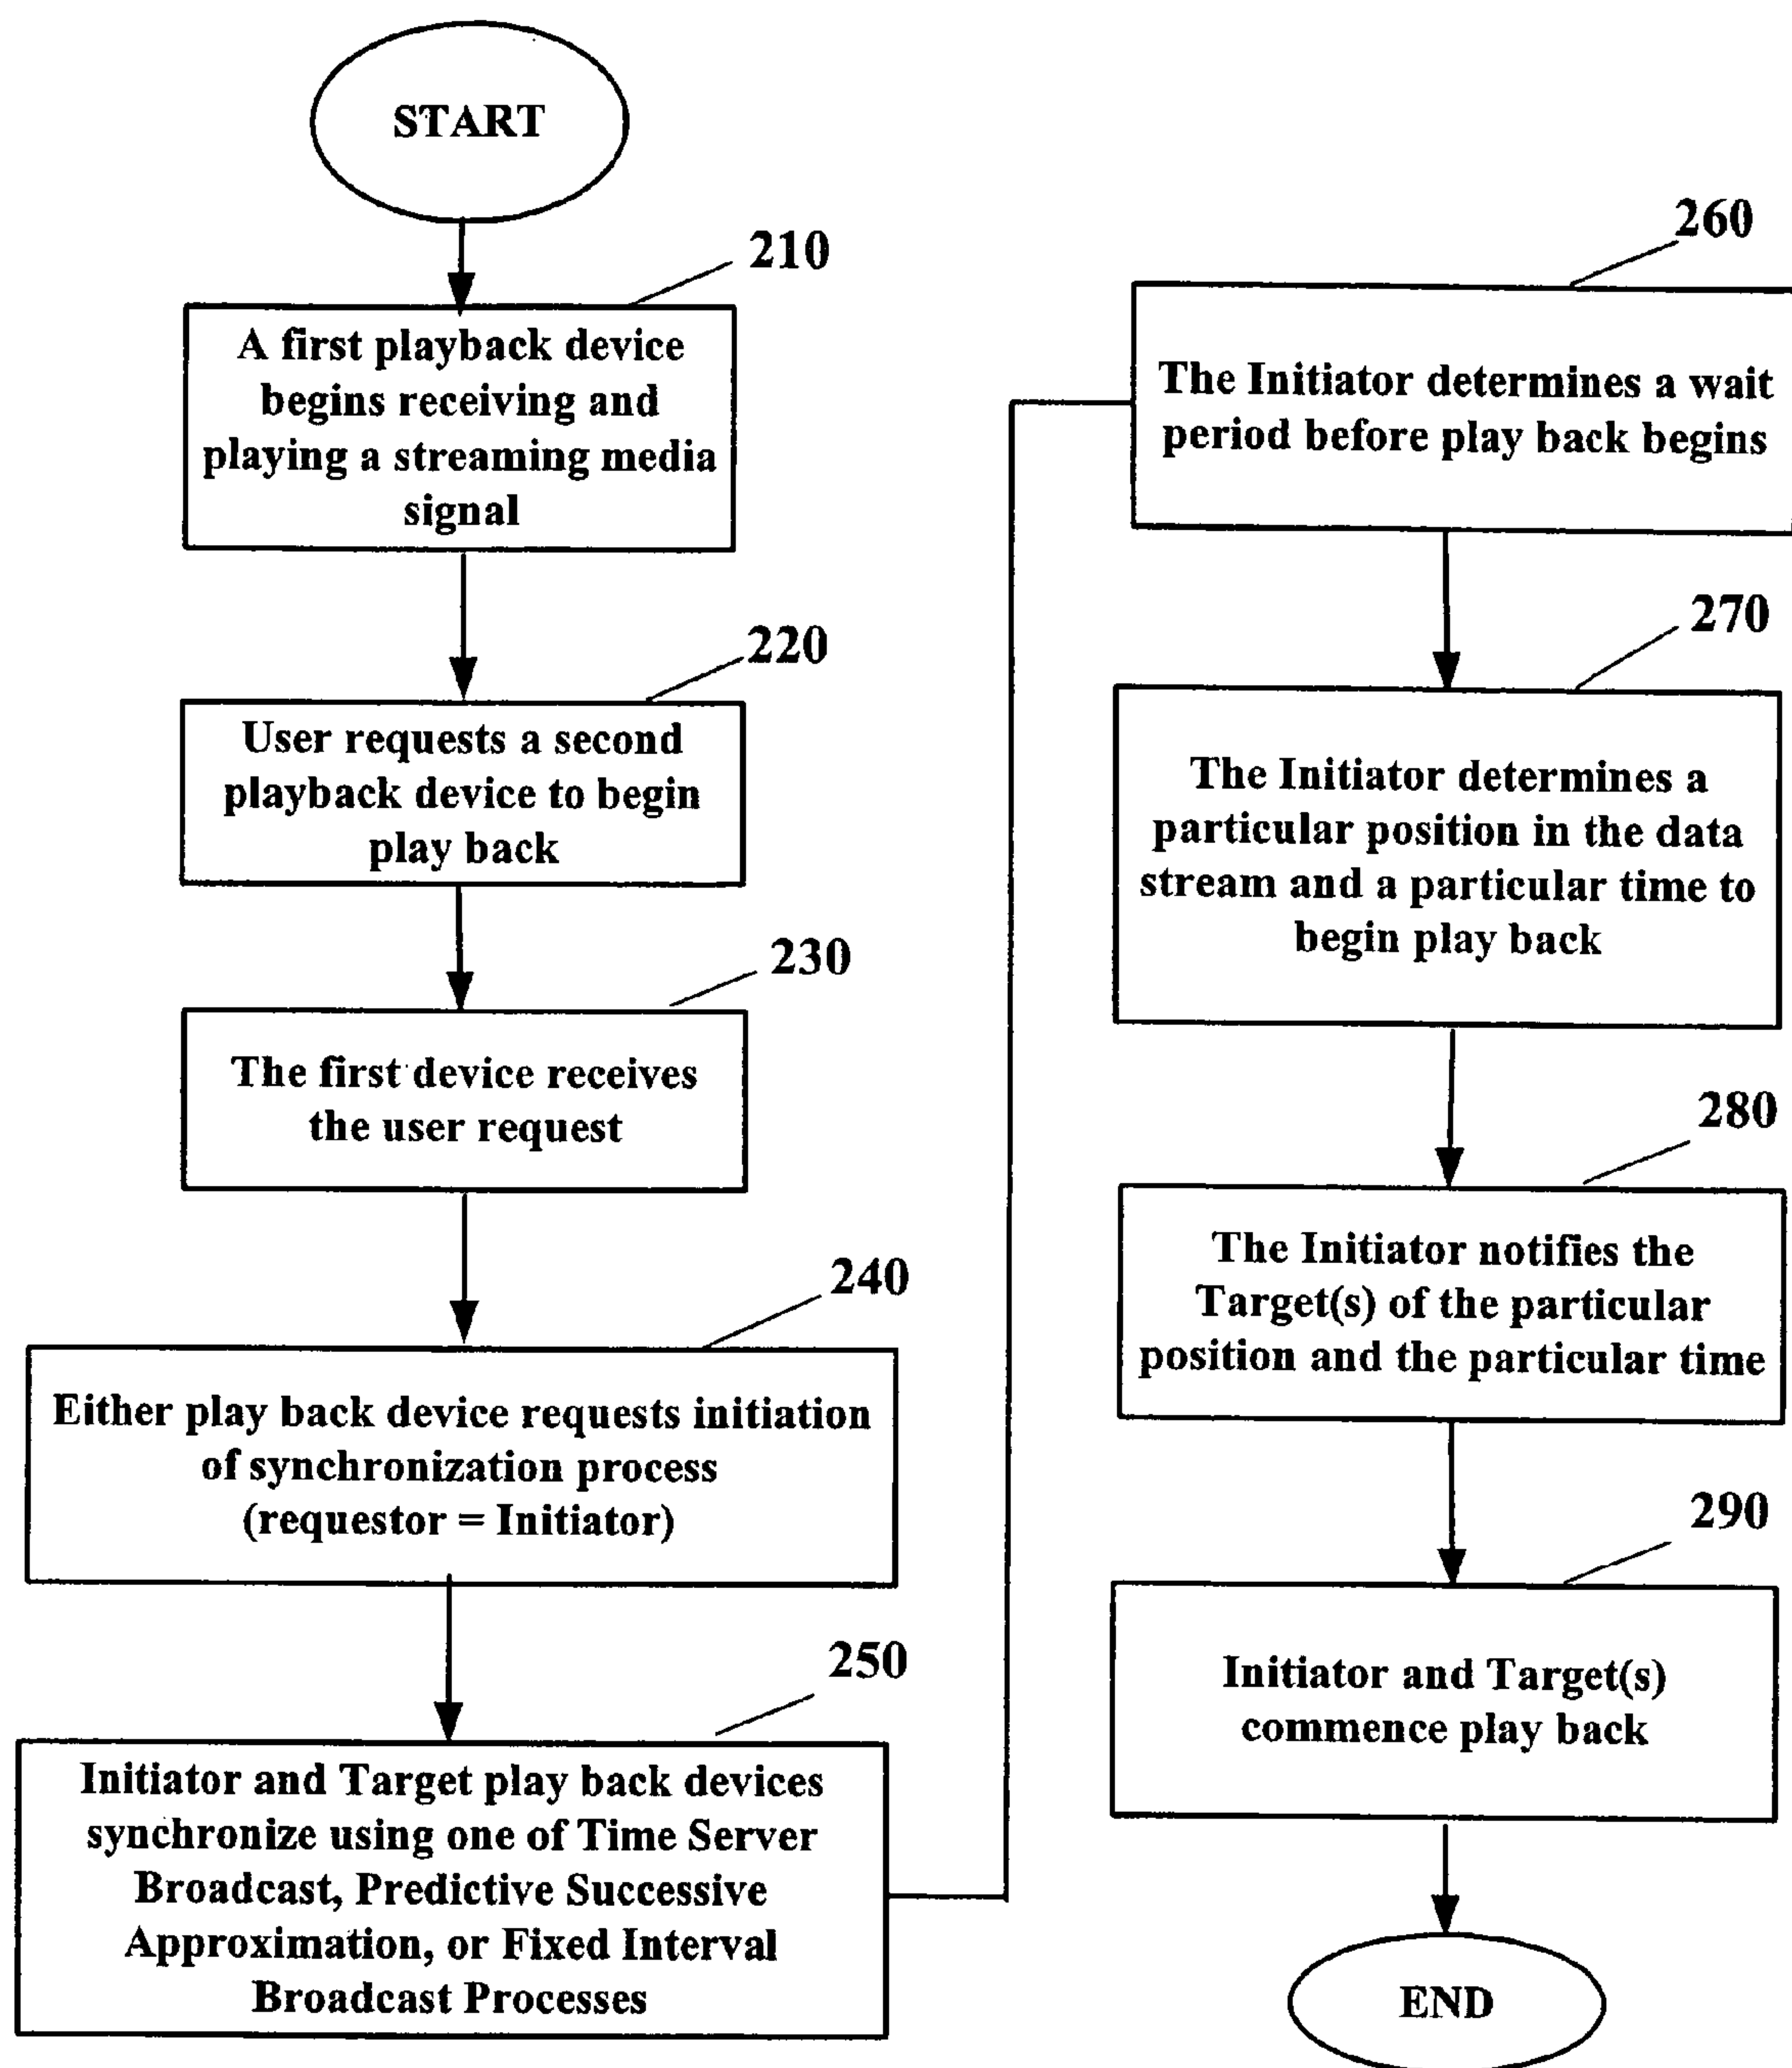 START
210
A first playback device
begins receiving and
playing a streaming media
signal
220
User requests a second
playback device to begin
play back
230
The first device receives
the user request
240
Either play back device requests initiation
of synchronization process
(requestor = Initiator)
250
Initiator and Target play back devices
synchronize using one of Time Server
Broadcast, Predictive Successive
Approximation, or Fixed Interval
Broadcast Processes
260
The Initiator determines a wait
period before play back begins
270
The Initiator determines a
particular position in the data
stream and a particular time to
begin play back
280
The Initiator notifies the
Target(s) of the particular
position and the particular time
290
Initiator and Target(s)
commence play back
END